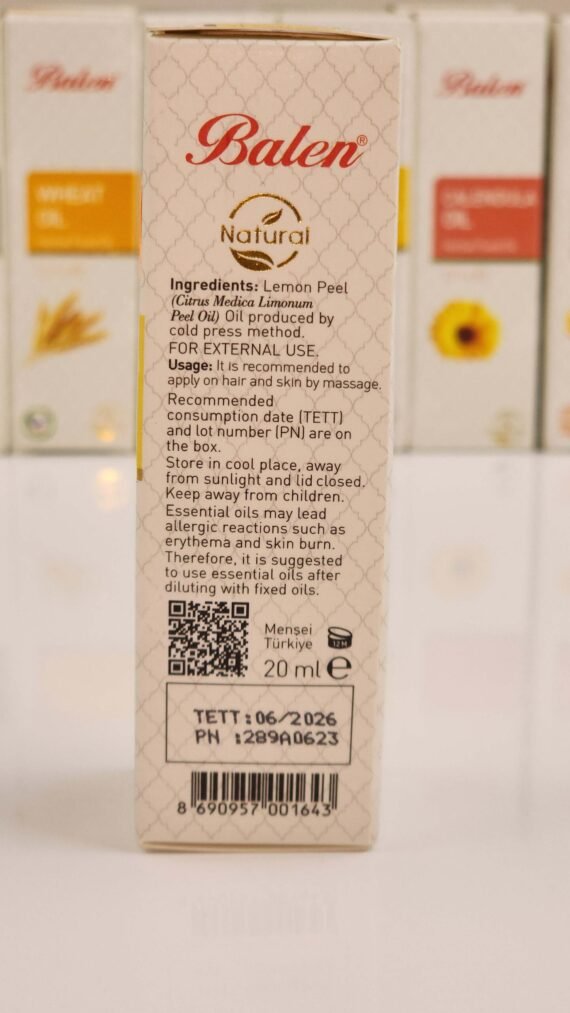 Balen
WHEAT
OIL
Balen®
Natural
Ingredients: Lemon Peel
(Citrus Medica Limonum
Peel Oil) Oil produced by
cold press method.
FOR EXTERNAL USE.
Usage: It is recommended to
apply on hair and skin by massage.
Recommended
consumption date (TETT)
and lot number (PN) are on
the box.
Store in cool place, away
from sunlight and lid closed.
Keep away from children.
Essential oils may lead
allergic reactions such as
erythema and skin burn.
Therefore, it is suggested
to use essential oils after
diluting with fixed oils.
Menşei
Türkiye
12M
20 ml e
TETT:06/2026
PN :289A0623
8 690957 001643
Balen
CALENDULA
OIL